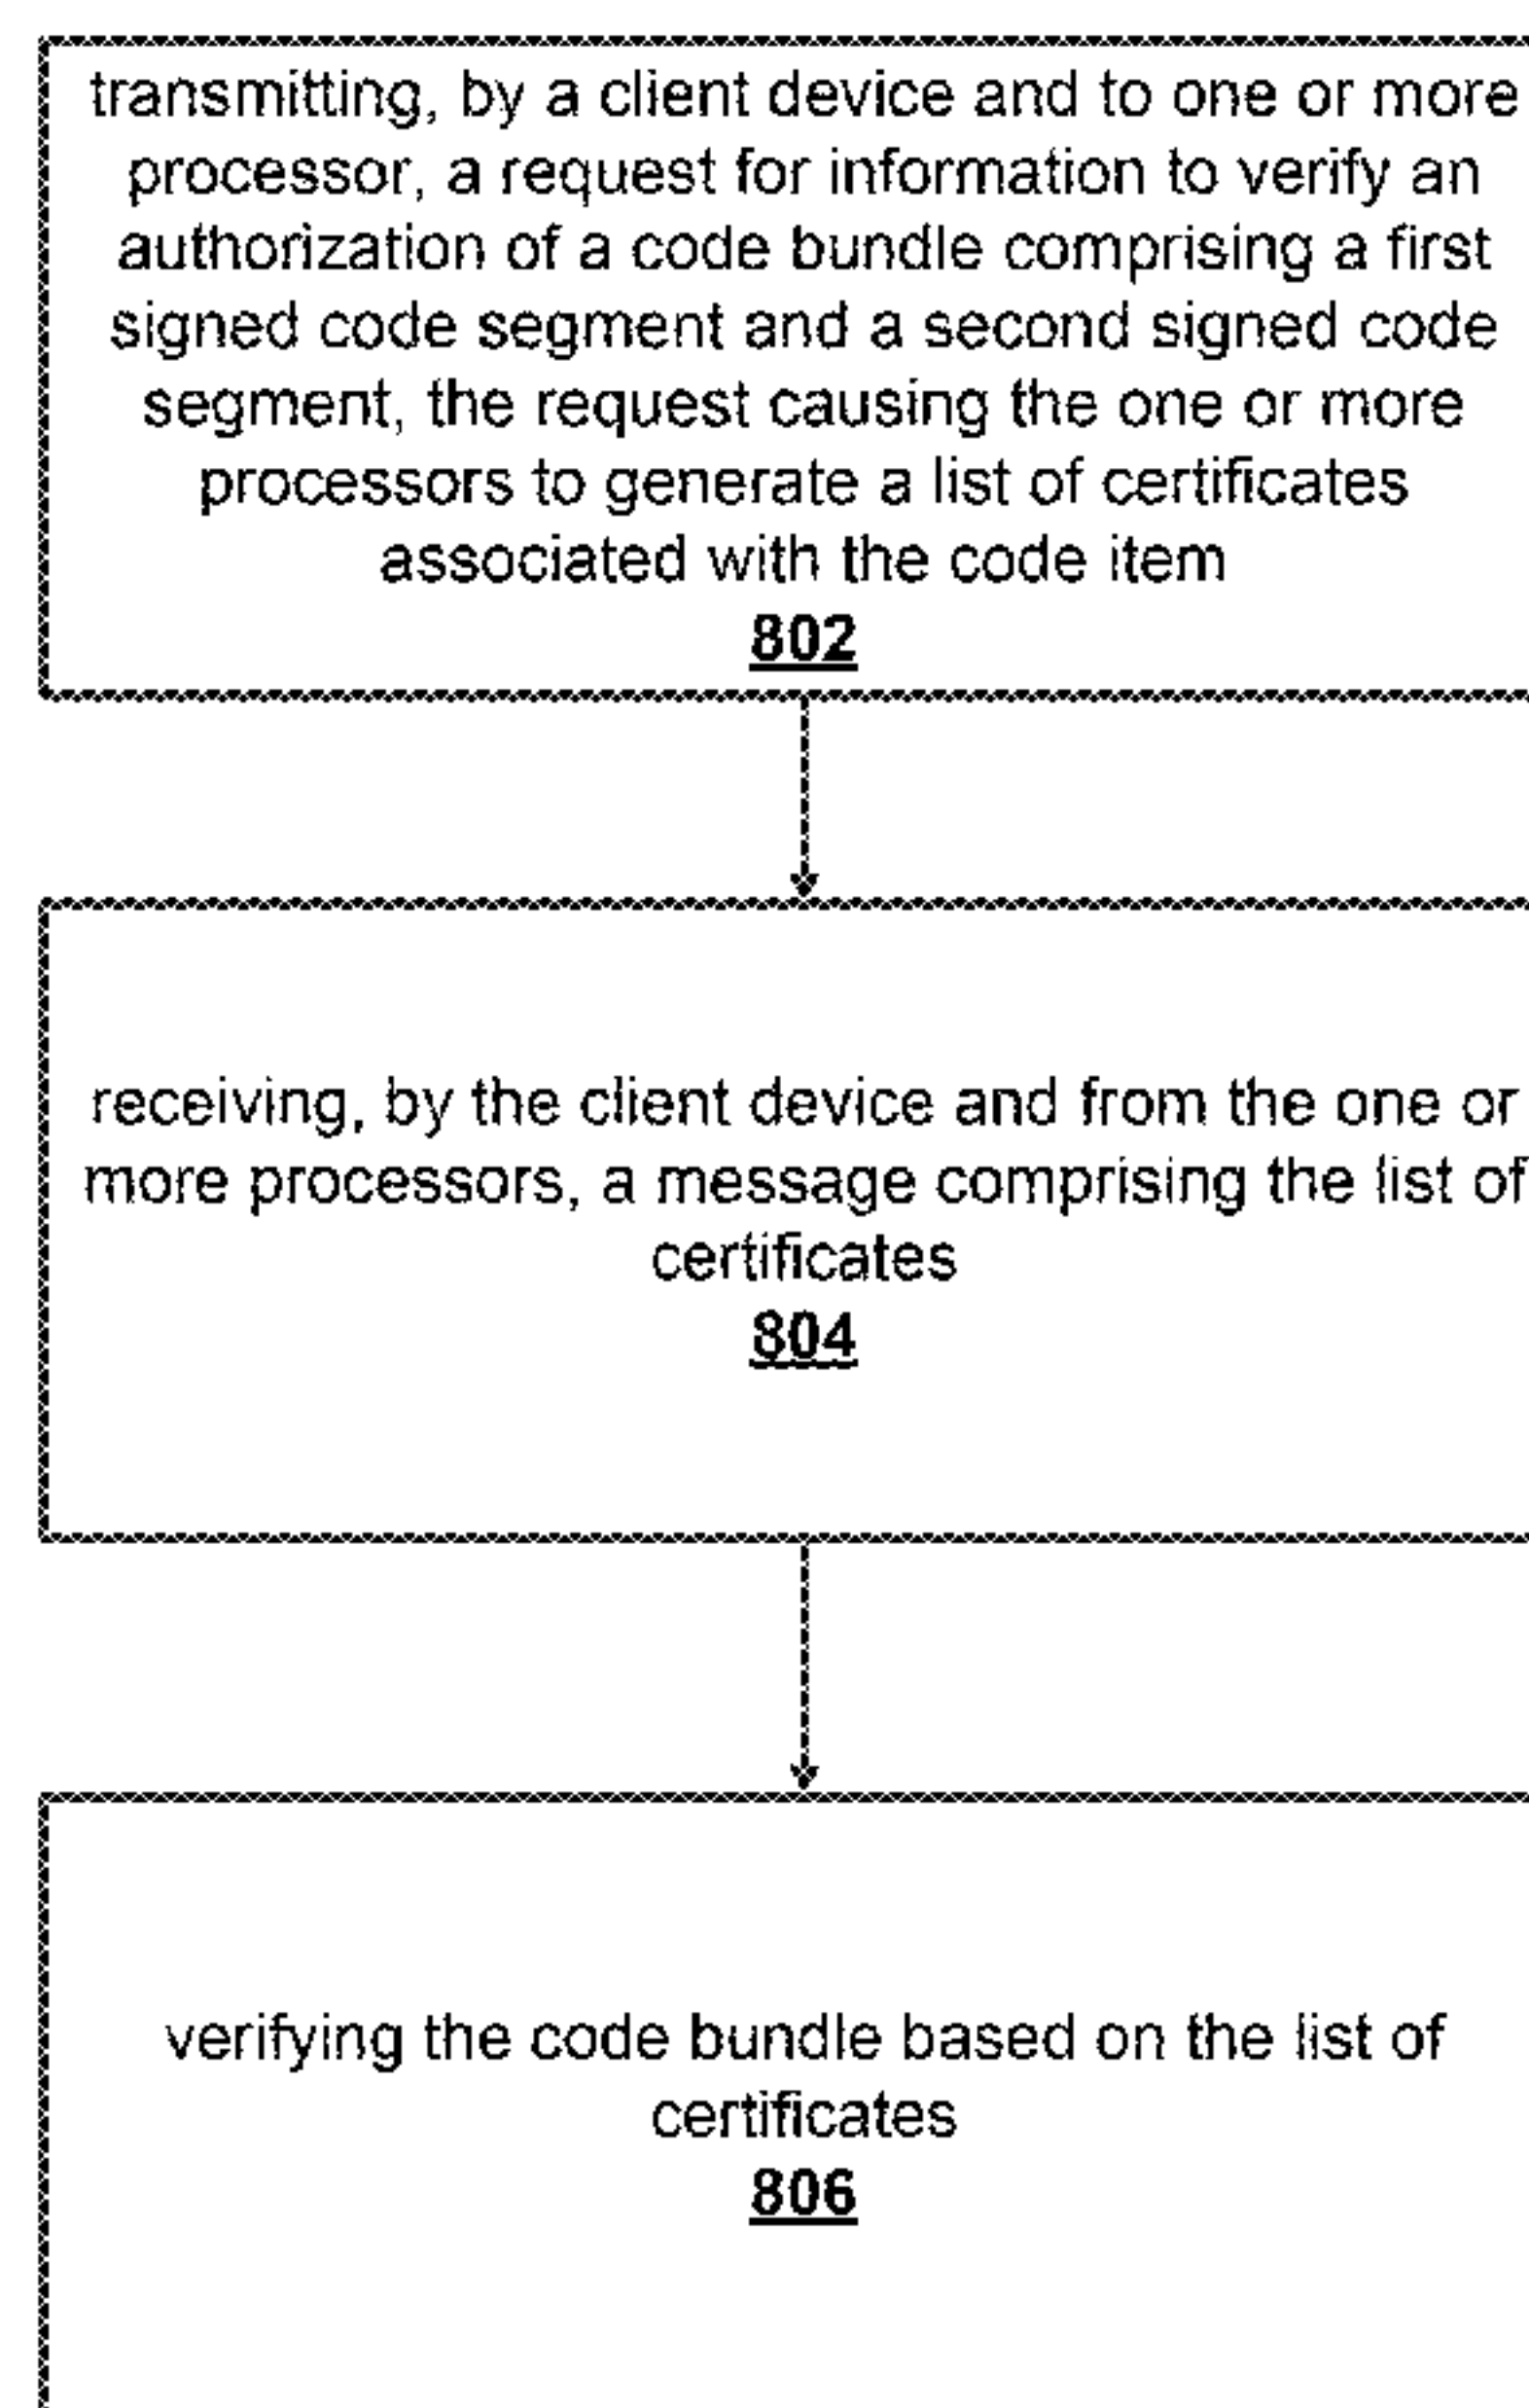 transmitting, by a client device and to one or more
processor, a request for information to verify an
authorization of a code bundle comprising a first
signed code segment and a second signed code
segment, the request causing the one or more
processors to generate a list of certificates
associated with the code item
802
receiving, by the client device and from the one or
more processors, a message comprising the list of
certificates
804
verifying the code bundle based on the list of
certificates
806